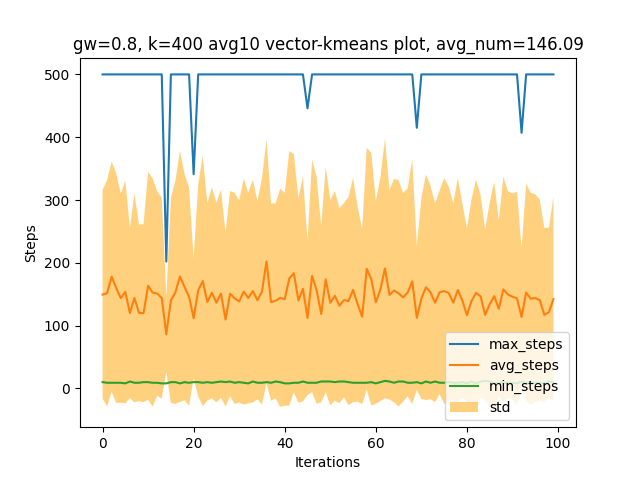 gw=0.8, k=400 avg10 vector-kmeans plot, avg_num=146.09
500
400
300
200
100
0
Steps
0
20
40
60
80
100
Iterations
max_steps
avg_steps
min_steps
std